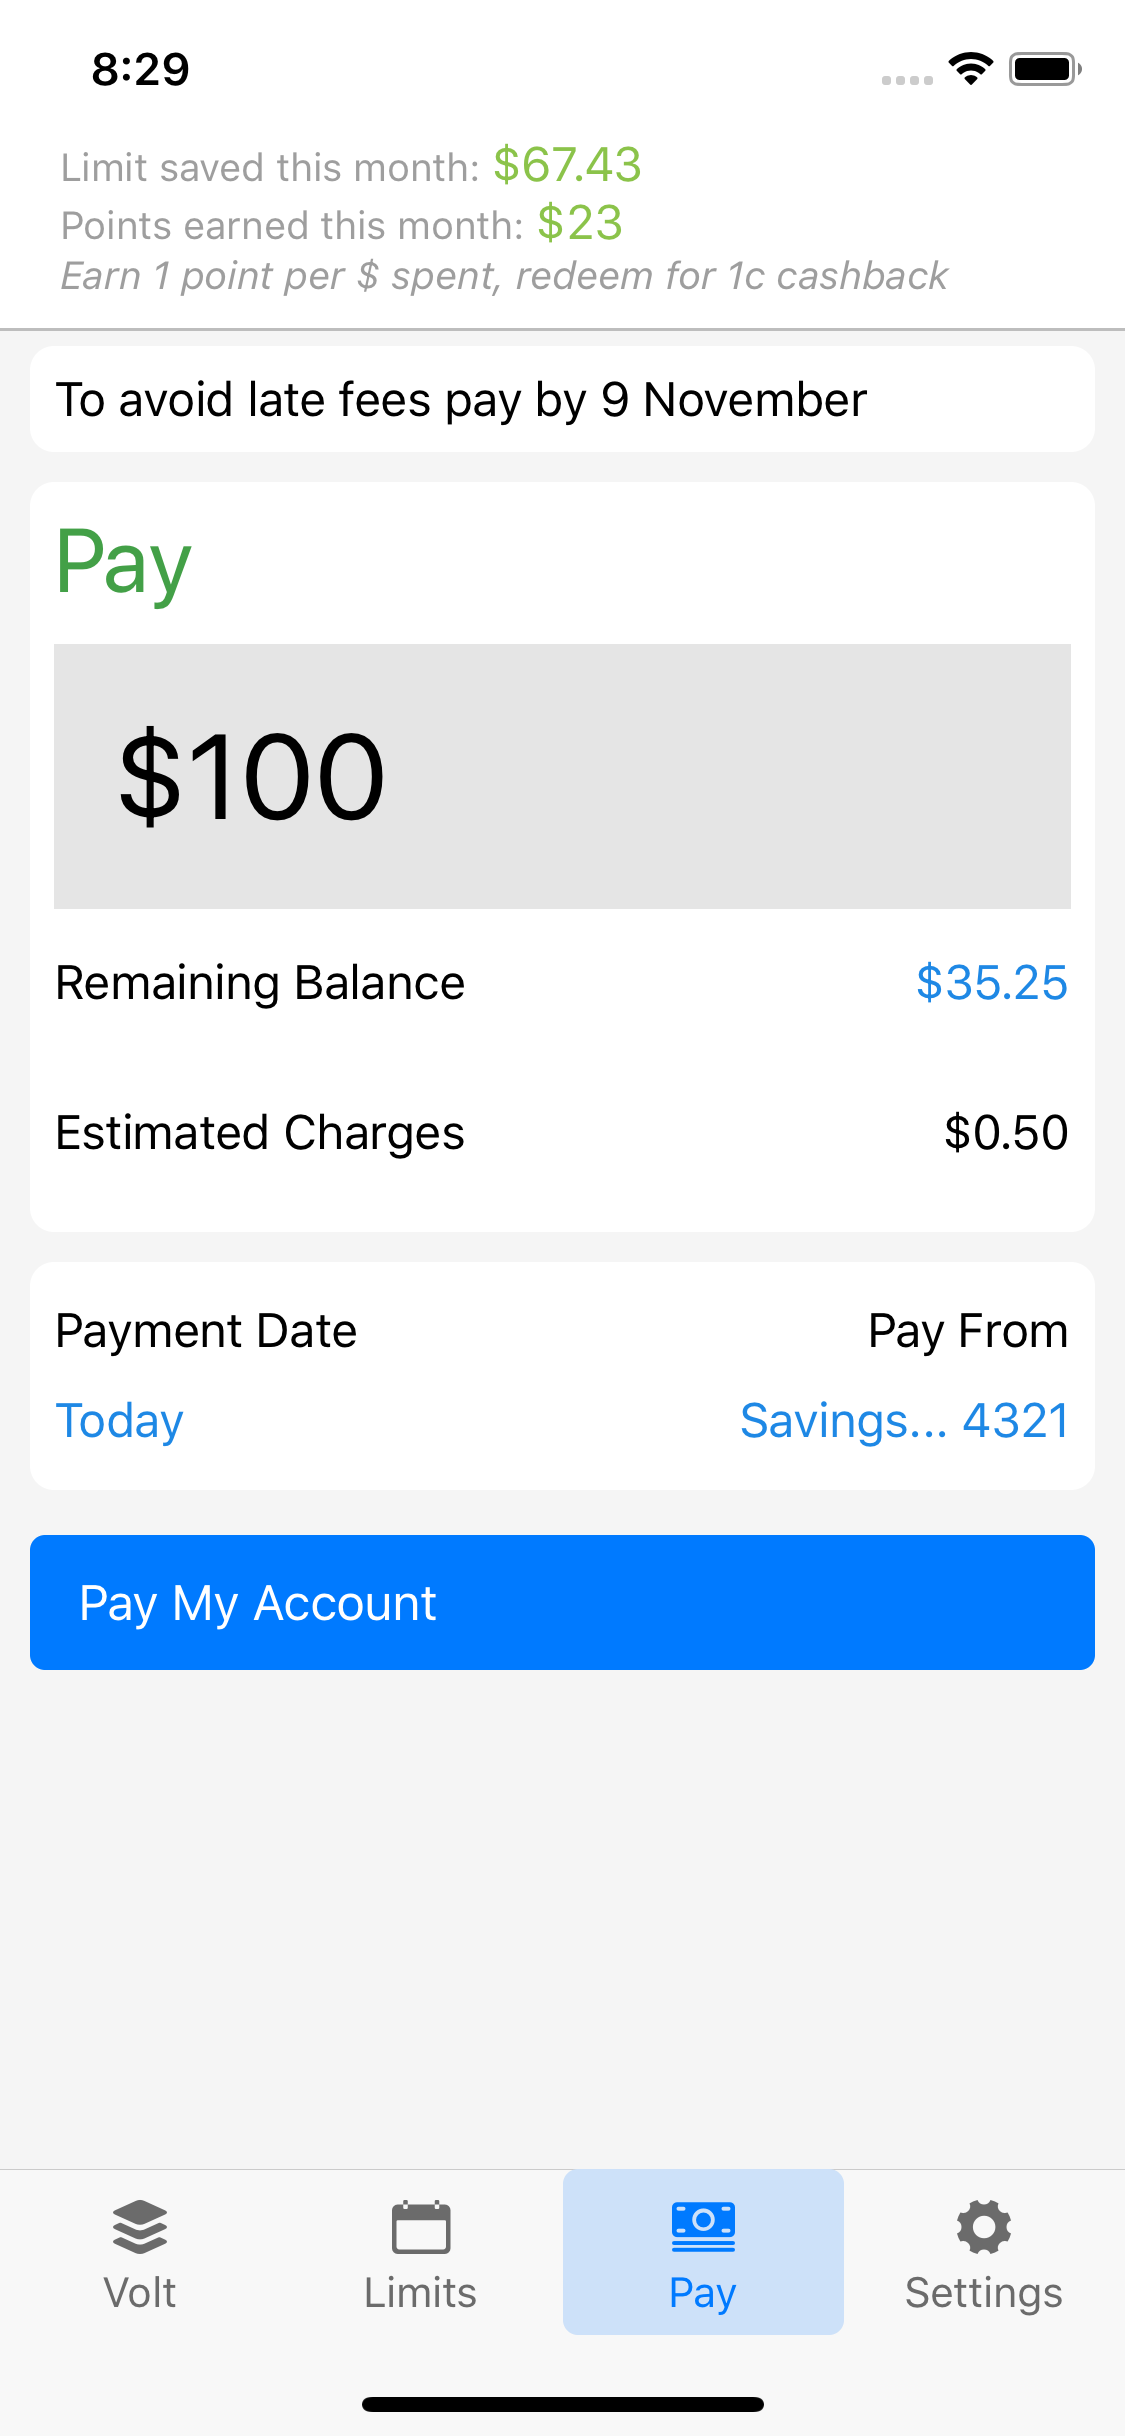 8:29
Limit saved this month: $67.43
Points earned this month: $23
Earn 1 point per $ spent, redeem for 1c cashback
To avoid late fees pay by 9 November
Pay
$100
Remaining Balance $35.25
Estimated Charges $0.50
Payment Date Pay From
Today Savings... 4321
Pay My Account
Volt Limits Pay Settings